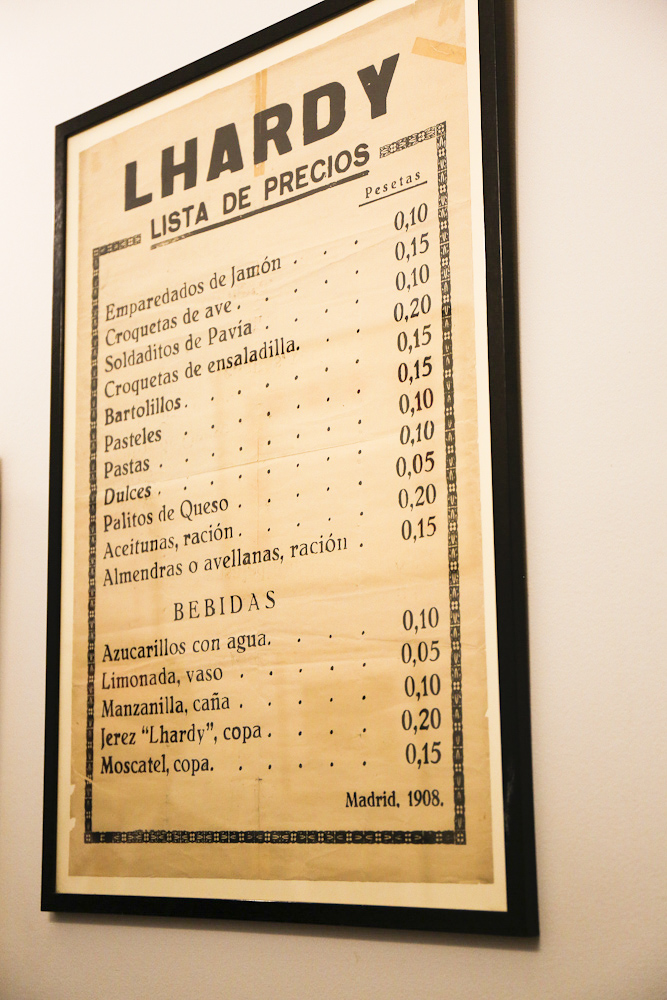 LHARDY
LISTA DE PRECIOS
Pesetas
Emparedados de Jamón . . . 0,10
Croquetas de ave . . . . 0,15
Soldaditos de Pavía . . . 0,10
Croquetas de ensaladilla. . . 0,20
Bartolillos. . . . . . 0,15
Pasteles . . . . . 0,15
Pastas . . . . . . 0,10
Dulces . . . . . . 0,10
Palitos de Queso . . . . 0,05
Aceitunas, ración . . . . 0,20
Almendras o avellanas, ración . 0,15
BEBIDAS
Azucarillos con agua. . . . 0,10
Limonada, vaso . . . . . 0,05
Manzanilla, caña . . . . . 0,10
Jerez “Lhardy”, copa . . . . 0,20
Moscatel, copa. . . . . . 0,15
Madrid, 1908.